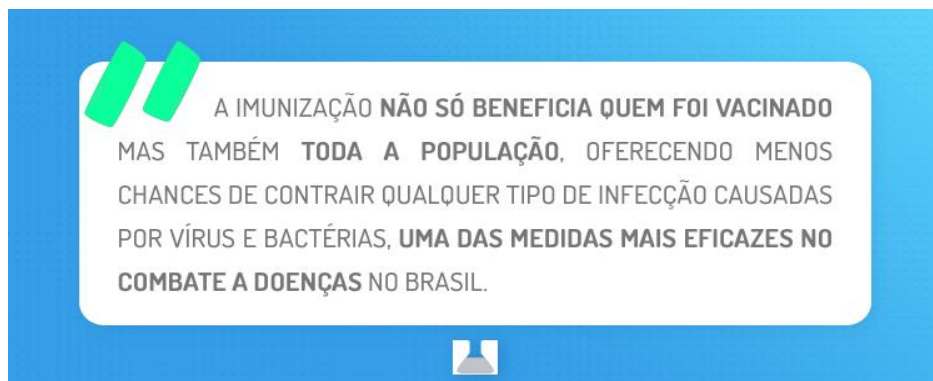 A IMUNIZAÇÃO NÃO SÓ BENEFICIA QUEM FOI VACINADO
MAS TAMBÉM TODA A POPULAÇÃO, OFERECENDO MENOS
CHANCES DE CONTRAIR QUALQUER TIPO DE INFECÇÃO CAUSADAS
POR VÍRUS E BACTÉRIAS, UMA DAS MEDIDAS MAIS EFICAZES NO
COMBATE A DOENÇAS NO BRASIL.